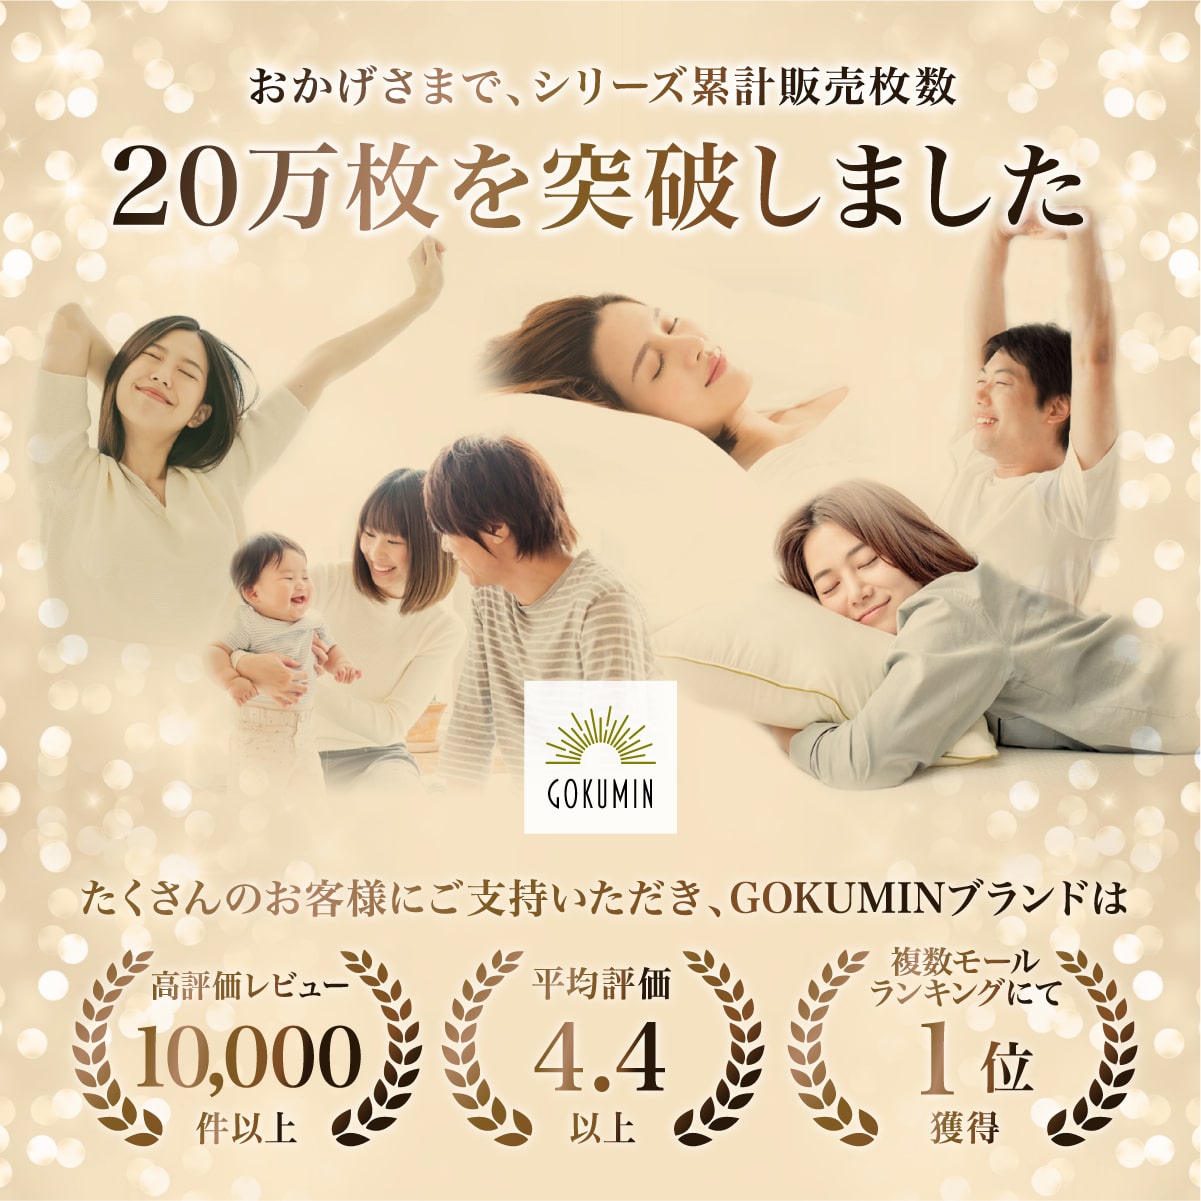 おかげさまで、シリーズ累計販売枚数
20万枚を突破しました
GOKUMIN
たくさんのお客様にご支持いただき、GOKUMINブランドは
高評価レビュー
10,000
件以上
平均評価
4.4
以上
複数モール
ランキングにて
1位
獲得